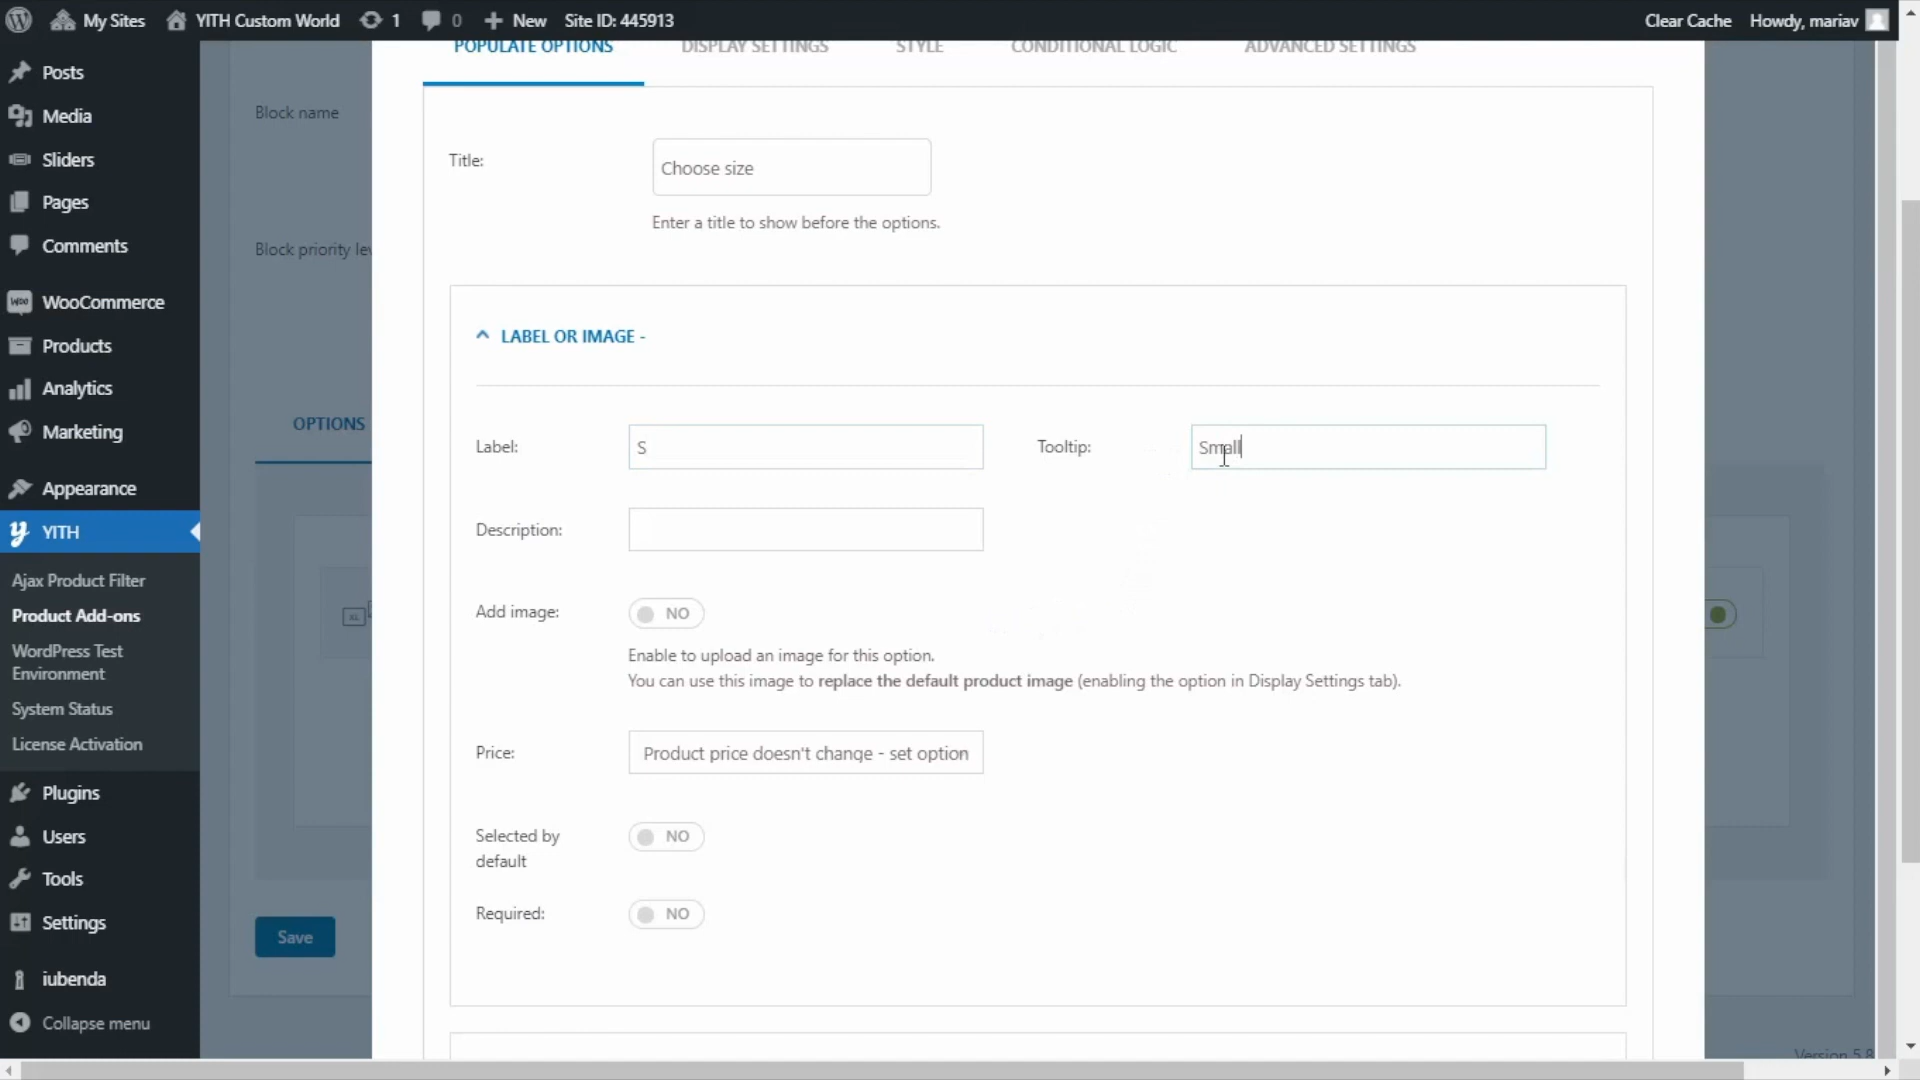 My Sites
YITH Custom World
1
0
New
Site ID: 445913
Clear Cache
Howdy, mariav
Posts
Media
Sliders
Pages
Comments
WooCommerce
Products
Analytics
Marketing
Appearance
YITH
Ajax Product Filter
Product Add-ons
WordPress Test
Environment
System Status
License Activation
Plugins
Users
Tools
Settings
iubenda
Collapse menu
Block name
Block priority lev
OPTIONS
XL
Save
POPULATE OPTIONS
DISPLAY SETTINGS
STYLE
CONDITIONAL LOGIC
ADVANCED SETTINGS
Title:
Choose size
Enter a title to show before the options.
LABEL OR IMAGE -
Label:
S
Tooltip:
Small
Description:
Add image:
NO
Enable to upload an image for this option.
You can use this image to replace the default product image (enabling the option in Display Settings tab).
Price:
Product price doesn't change - set option
Selected by
default
NO
Required:
NO
Version 5.8